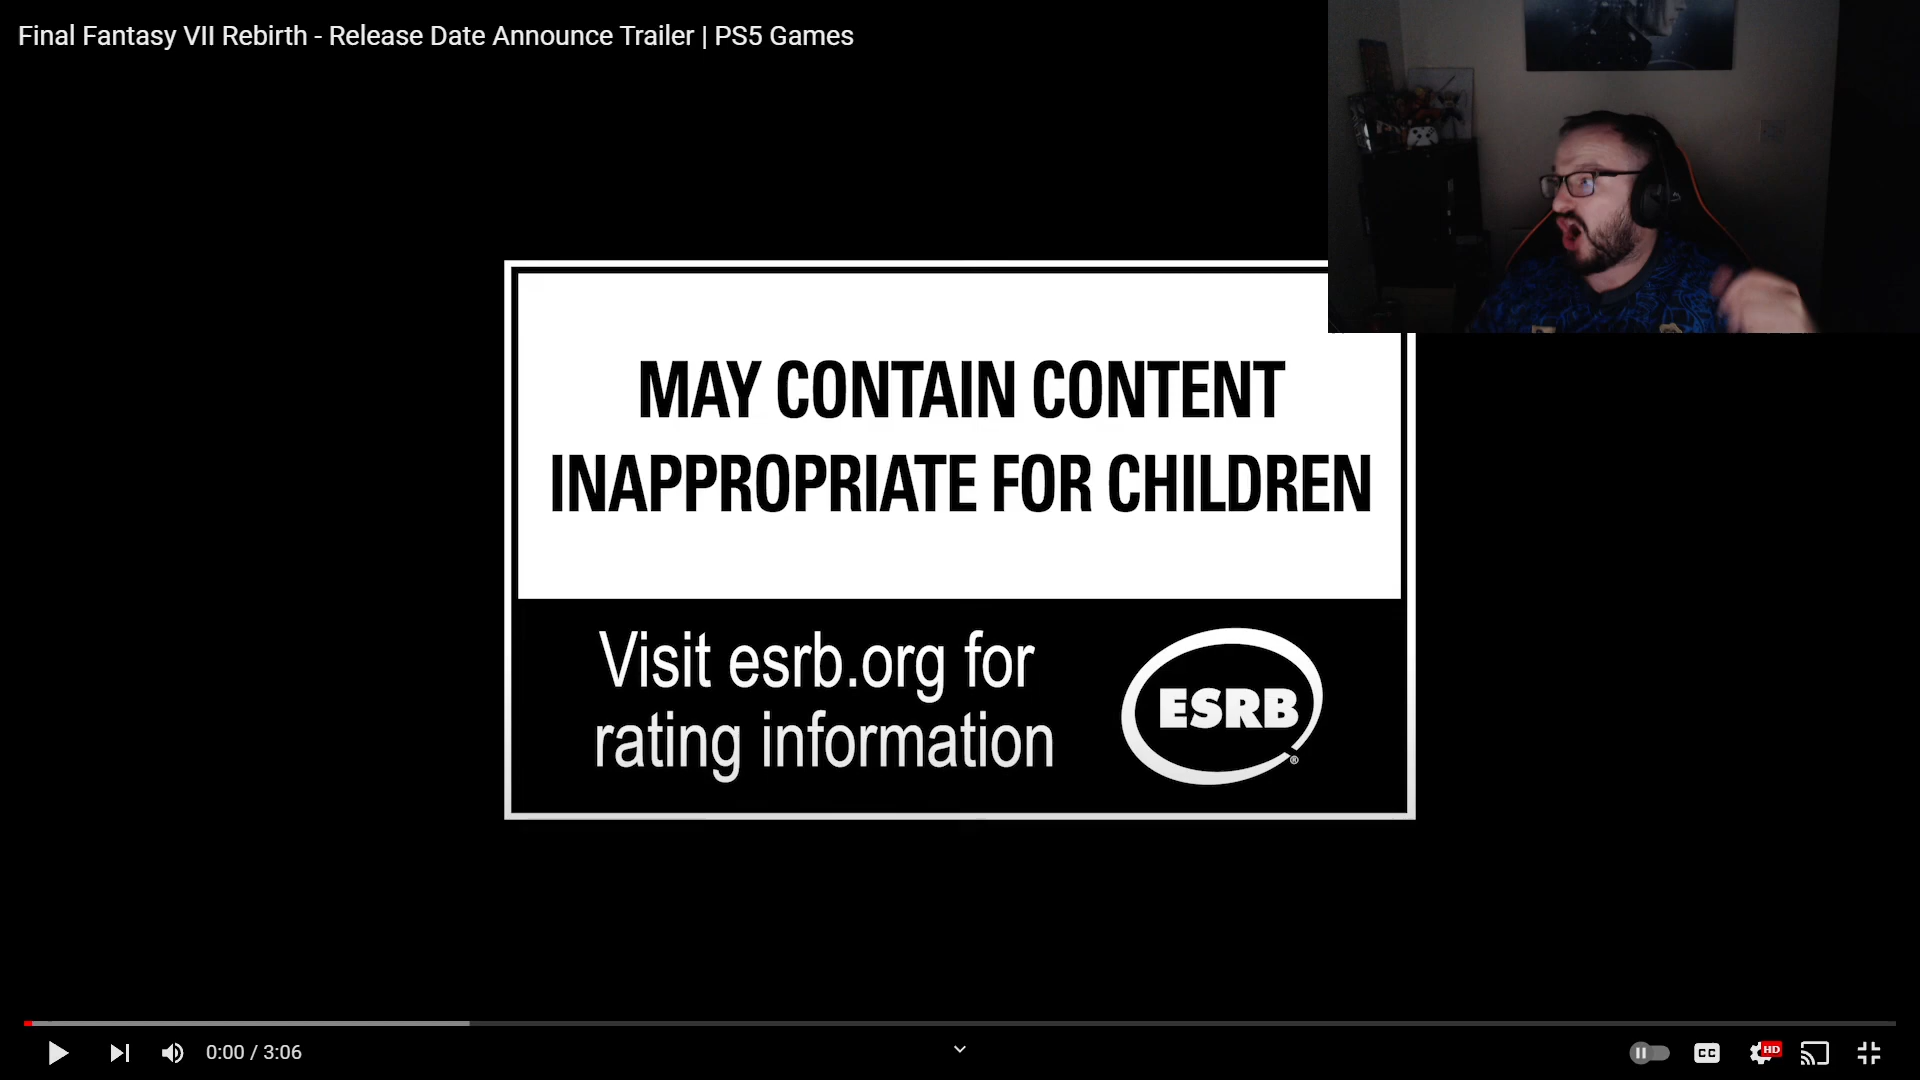 Final Fantasy VII Rebirth - Release Date Announce Trailer | PS5 Games
MAY CONTAIN CONTENT
INAPPROPRIATE FOR CHILDREN
Visit esrb.org for
rating information
ESRB
®
0:00 / 3:06
CC
HD